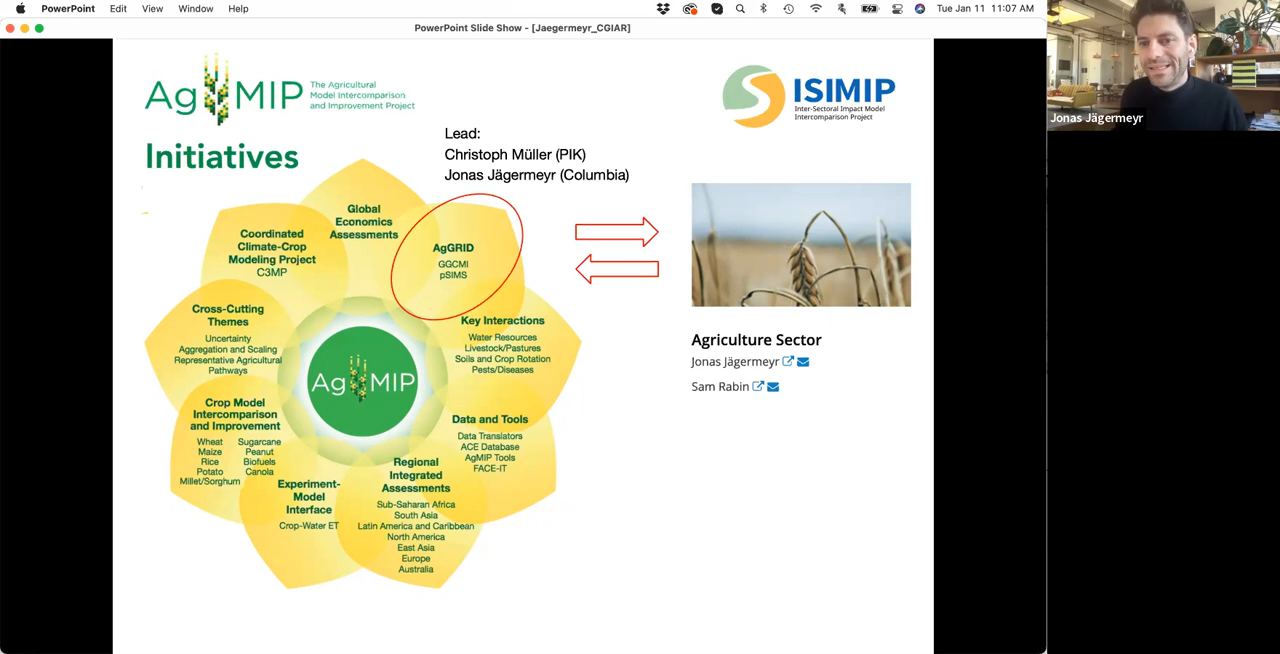 PowerPoint Edit View Window Help
Tue Jan 11 11:07 AM
PowerPoint Slide Show - [Jaegermeyr_CGIAR]
Ag MIP
The Agricultural
Model Intercomparison
and Improvement Project
Initiatives
Lead:
Christoph Müller (PIK)
Jonas Jägermeyr (Columbia)
ISIMIP
Inter-Sectoral Impact Model
Intercomparison Project
Jonas Jägermeyr
Global
Economics
Assessments
Coordinated
Climate-Crop
Modeling Project
C3MP
AgGRID
GGCMI
pSIMS
Cross-Cutting
Themes
Uncertainty
Aggregation and Scaling
Representative Agricultural
Pathways
Key Interactions
Water Resources
Livestock/Pastures
Soils and Crop Rotation
Pests/Diseases
Ag MIP
Crop Model
Intercomparison
and Improvement
Wheat Sugarcane
Maize Peanut
Rice Biofuels
Potato Canola
Millet/Sorghum
Data and Tools
Data Translators
ACE Database
AgMIP Tools
FACE-IT
Experiment-
Model
Interface
Crop-Water ET
Regional
Integrated
Assessments
Sub-Saharan Africa
South Asia
Latin America and Caribbean
North America
East Asia
Europe
Australia
Agriculture Sector
Jonas Jägermeyr
Sam Rabin